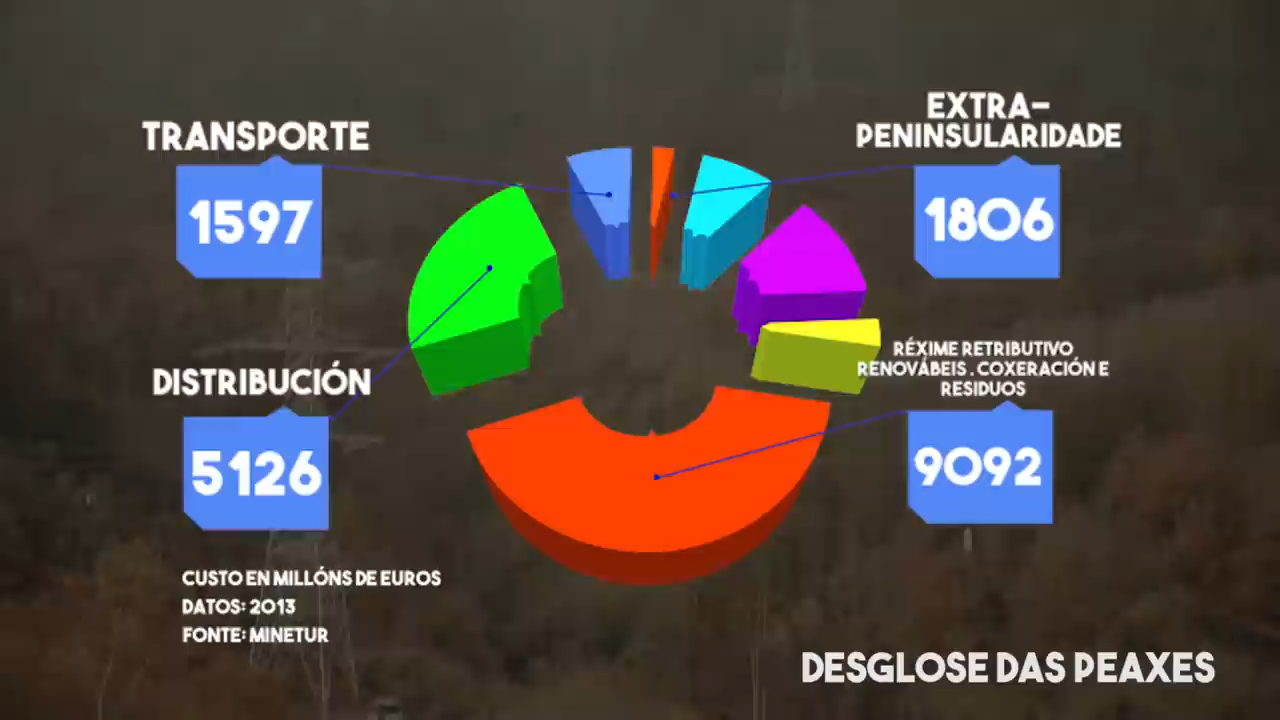 TRANSPORTE
1597
EXTRA-
PENINSULARIDADE
1806
DISTRIBUCIÓN
5126
RÉXIME RETRIBUTIVO
RENOVÁBEIS . COXERACIÓN E
RESIDUOS
9092
CUSTO EN MILLÓNS DE EUROS
DATOS: 2013
FONTE: MINETUR
DESGLOSE DAS PEAXES